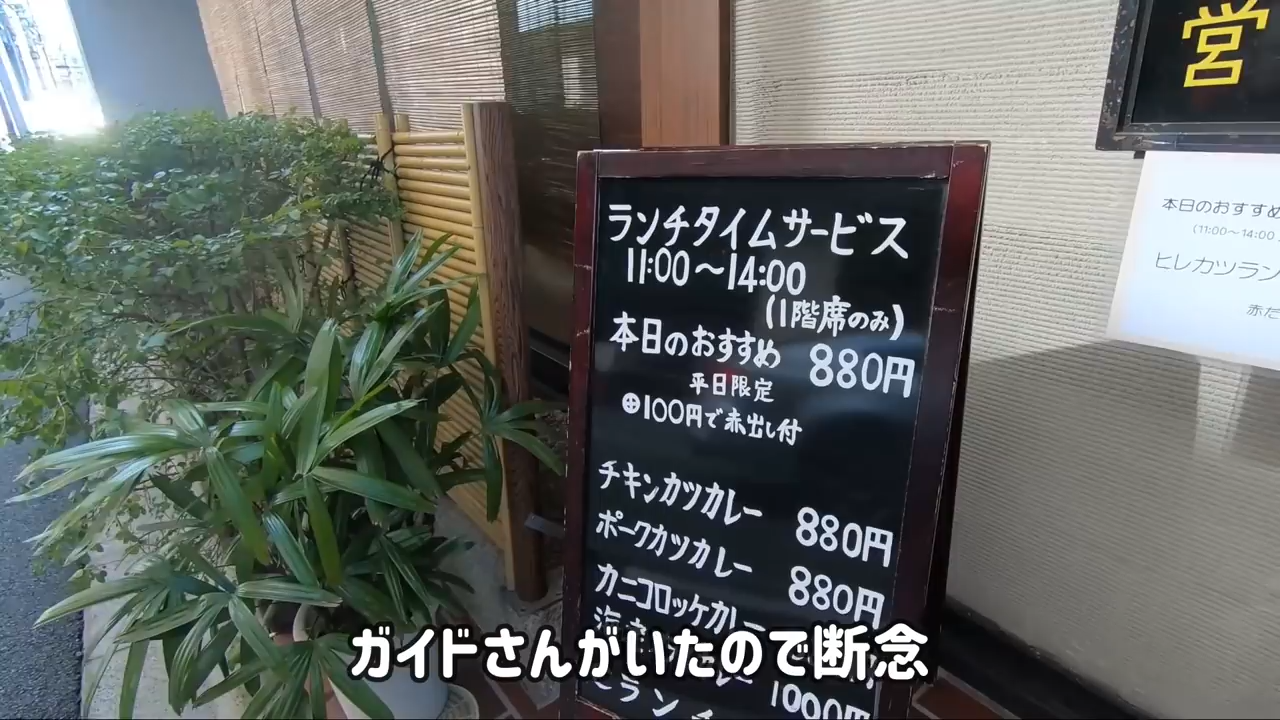 ランチタイムサービス
11:00〜14:00
(1階席のみ)
本日のおすすめ 880円
平日限定
⊕100円で赤出し付
チキンカツカレー 880円
ポークカツカレー 880円
カニコロッケカレー
1000円
ランチ
営
本日のおすすめ
(11:00〜14:00
ヒレカツラン
赤だ
ガイドさんがいたので断念